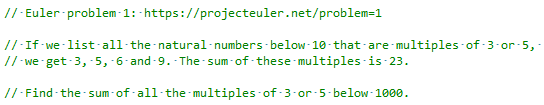 // Euler problem 1: https://projecteuler.net/problem=1
// If we list all the natural numbers below 10 that are multiples of 3 or 5,
// we get 3, 5, 6 and 9. The sum of these multiples is 23.
// Find the sum of all the multiples of 3 or 5 below 1000.